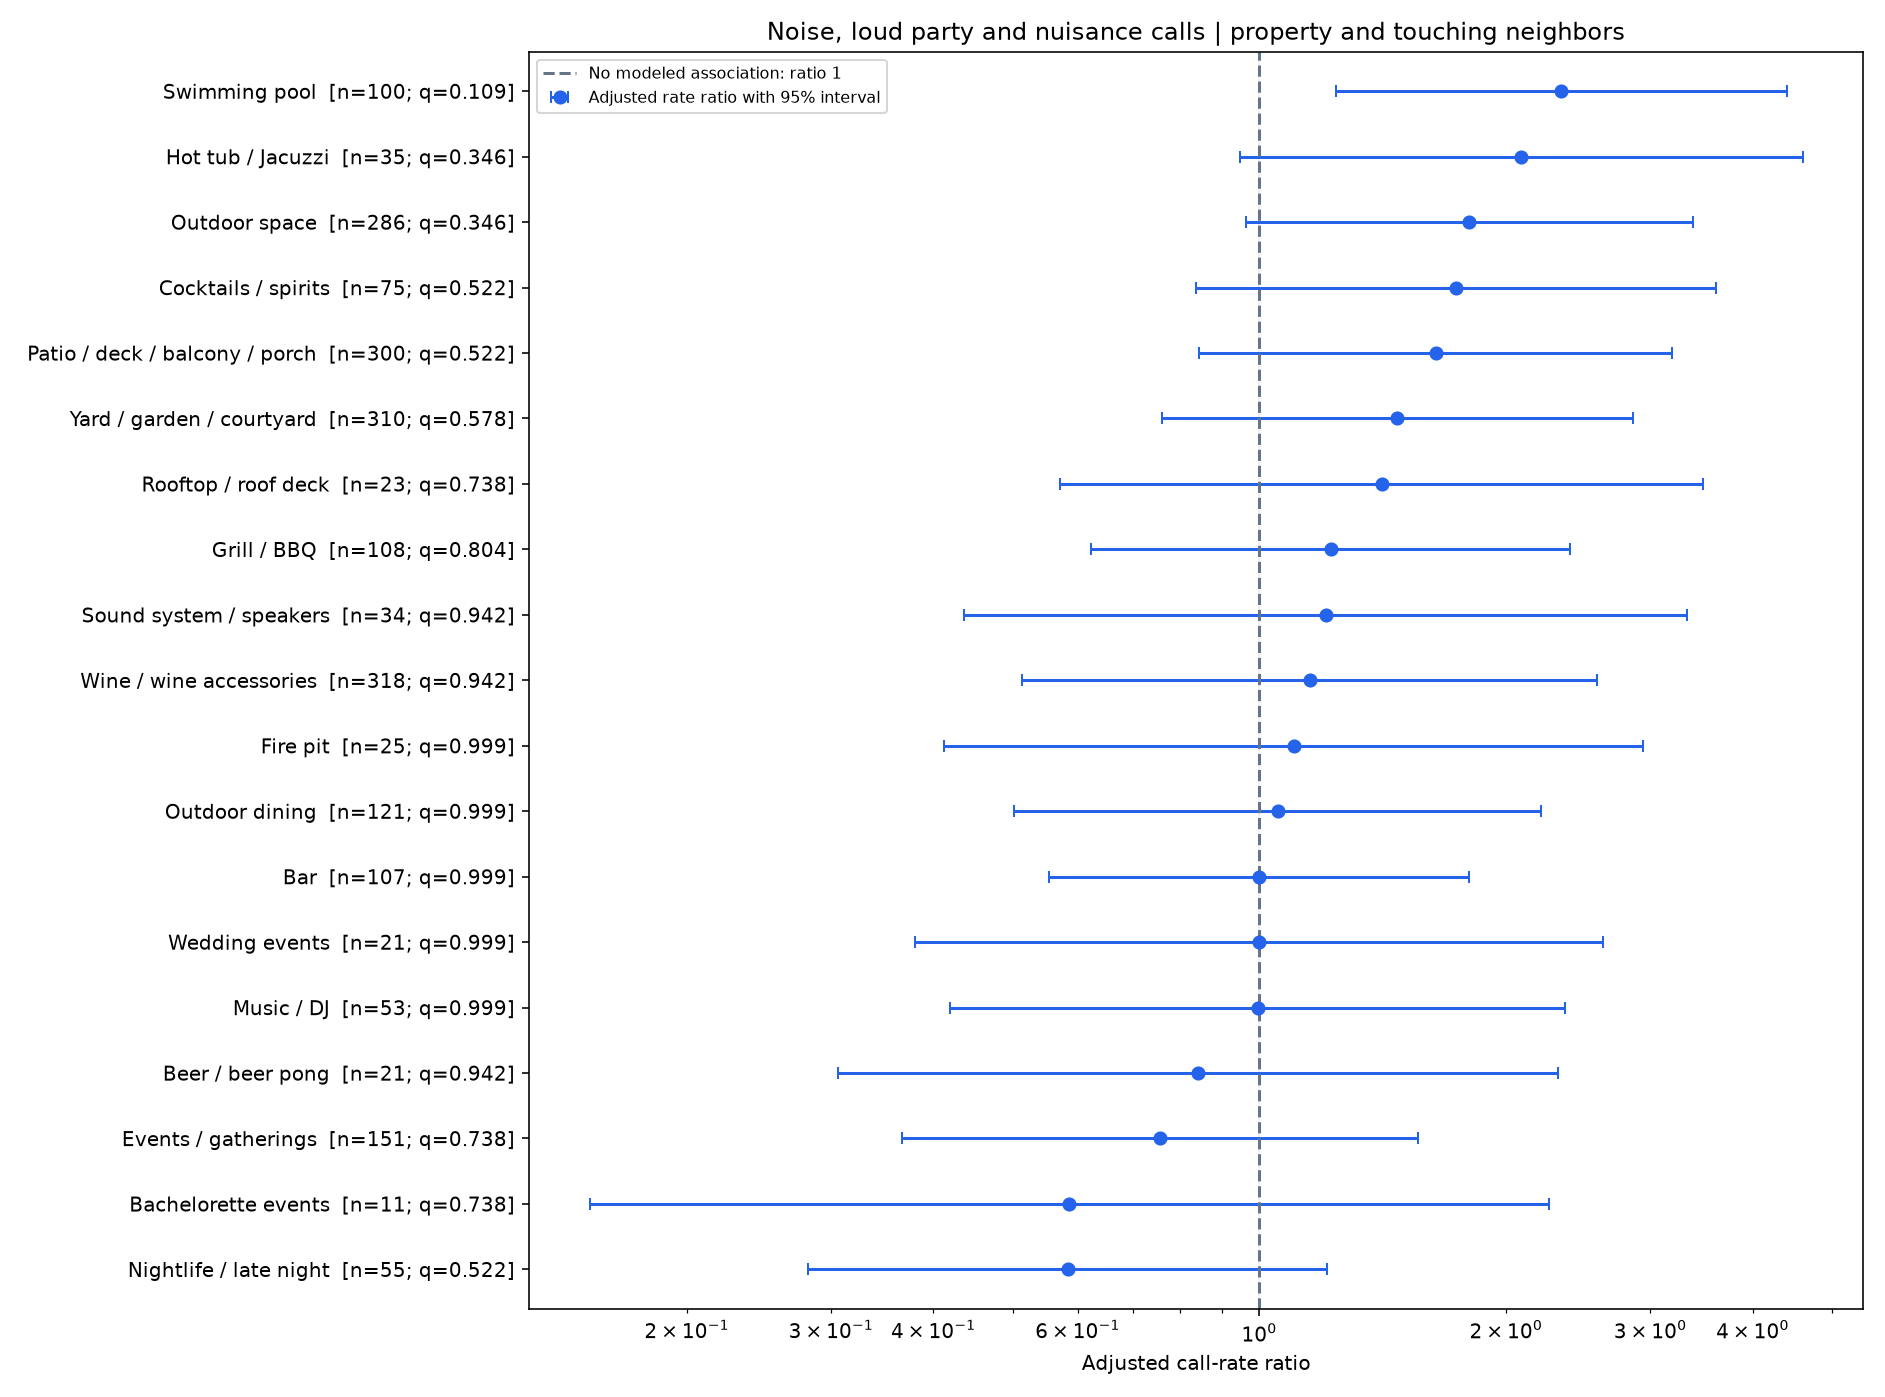 Noise, loud party and nuisance calls | property and touching neighbors
No modeled association: ratio 1
Adjusted rate ratio with 95% interval
Swimming pool [n=100; q=0.109]
Hot tub / Jacuzzi [n=35; q=0.346]
Outdoor space [n=286; q=0.346]
Cocktails / spirits [n=75; q=0.522]
Patio / deck / balcony / porch [n=300; q=0.522]
Yard / garden / courtyard [n=310; q=0.578]
Rooftop / roof deck [n=23; q=0.738]
Grill / BBQ [n=108; q=0.804]
Sound system / speakers [n=34; q=0.942]
Wine / wine accessories [n=318; q=0.942]
Fire pit [n=25; q=0.999]
Outdoor dining [n=121; q=0.999]
Bar [n=107; q=0.999]
Wedding events [n=21; q=0.999]
Music / DJ [n=53; q=0.999]
Beer / beer pong [n=21; q=0.942]
Events / gatherings [n=151; q=0.738]
Bachelorette events [n=11; q=0.738]
Nightlife / late night [n=55; q=0.522]
2 × 10⁻¹ 3 × 10⁻¹ 4 × 10⁻¹ 6 × 10⁻¹ 10⁰ 2 × 10⁰ 3 × 10⁰ 4 × 10⁰
Adjusted call-rate ratio